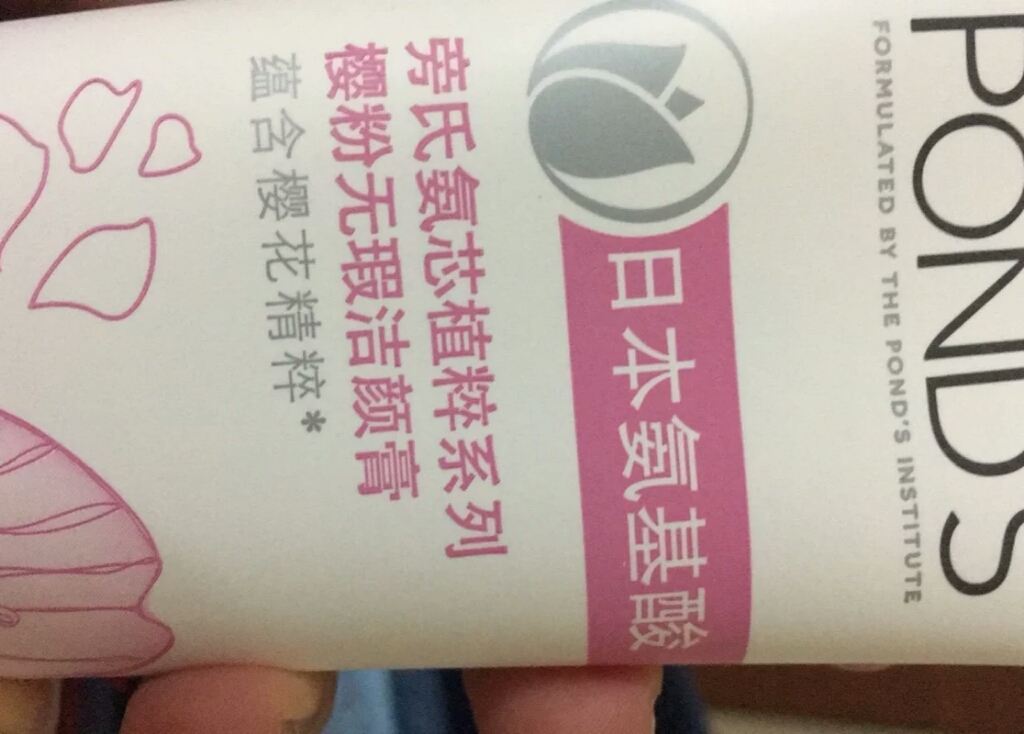 POND'S
FORMULATED BY THE POND'S INSTITUTE
日本氨基酸
旁氏氨芯植粹系列
樱粉无瑕洁颜膏
蕴含樱花精粹*